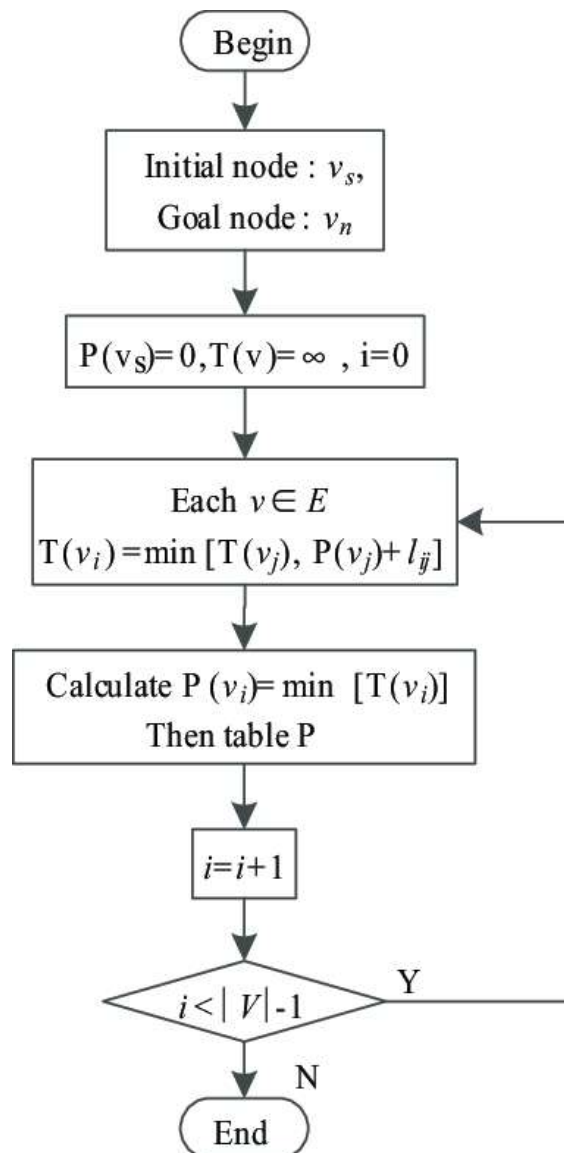 Begin
Initial node : vₛ,
Goal node : vₙ
P(vs)=0,T(v)=∞ , i=0
Each v ∈ E
T(vᵢ)=min [T(vⱼ), P(vⱼ)+lᵢⱼ]
Calculate P (vᵢ)= min [T(vᵢ)]
Then table P
i=i+1
i<| V|-1
Y
N
End